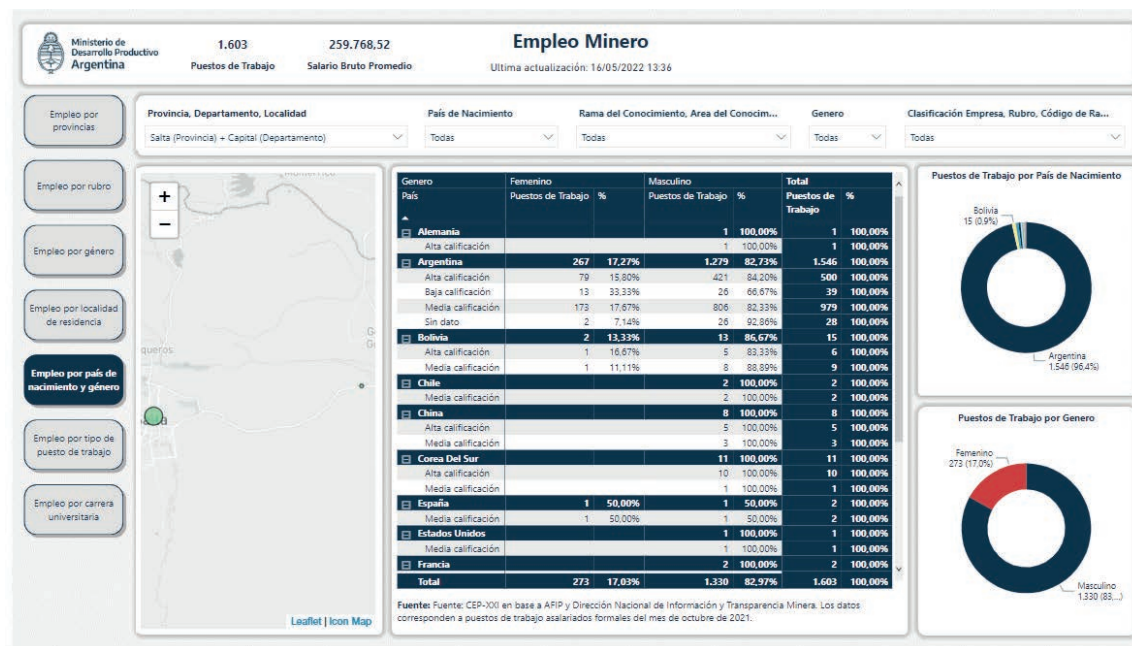 Ministerio de
Desarrollo Productivo
Argentina
1.603
Puestos de Trabajo
259.768,52
Salario Bruto Promedio
Empleo Minero
Ultima actualización: 16/05/2022 13:36
Empleo por
provincias
Empleo por rubro
Empleo por género
Empleo por localidad
de residencia
Empleo por país de
nacimiento y género
Empleo por tipo de
puesto de trabajo
Empleo por carrera
universitaria
Provincia, Departamento, Localidad
Salta (Provincia) + Capital (Departamento)
País de Nacimiento
Todas
Rama del Conocimiento, Area del Conocim...
Todas
Genero
Todas
Clasificación Empresa, Rubro, Código de Ra...
Todas
+
−
queros
Leaflet | Icon Map
Genero Femenino Masculino Total
País Puestos de Trabajo % Puestos de Trabajo % Puestos de %
Trabajo
Alemania 1 100,00% 1 100,00%
Alta calificación 1 100,00% 1 100,00%
Argentina 267 17,27% 1.279 82,73% 1.546 100,00%
Alta calificación 79 15,80% 421 84,20% 500 100,00%
Baja calificación 13 33,33% 26 66,67% 39 100,00%
Media calificación 173 17,67% 806 82,33% 979 100,00%
Sin dato 2 7,14% 26 92,86% 28 100,00%
Bolivia 2 13,33% 13 86,67% 15 100,00%
Alta calificación 1 16,67% 5 83,33% 6 100,00%
Media calificación 1 11,11% 8 88,89% 9 100,00%
Chile 2 100,00% 2 100,00%
Media calificación 2 100,00% 2 100,00%
China 8 100,00% 8 100,00%
Alta calificación 5 100,00% 5 100,00%
Media calificación 3 100,00% 3 100,00%
Corea Del Sur 11 100,00% 11 100,00%
Alta calificación 10 100,00% 10 100,00%
Media calificación 1 100,00% 1 100,00%
España 1 50,00% 1 50,00% 2 100,00%
Media calificación 1 50,00% 1 50,00% 2 100,00%
Estados Unidos 1 100,00% 1 100,00%
Media calificación 1 100,00% 1 100,00%
Francia 2 100,00% 2 100,00%
Total 273 17,03% 1.330 82,97% 1.603 100,00%
Fuente: Fuente: CEP-XXI en base a AFIP y Dirección Nacional de Información y Transparencia Minera. Los datos
corresponden a puestos de trabajo asalariados formales del mes de octubre de 2021.
Puestos de Trabajo por País de Nacimiento
Bolivia
15 (0,9%)
Argentina
1.546 (96,4%)
Puestos de Trabajo por Genero
Femenino
273 (17,0%)
Masculino
1.330 (83,...)